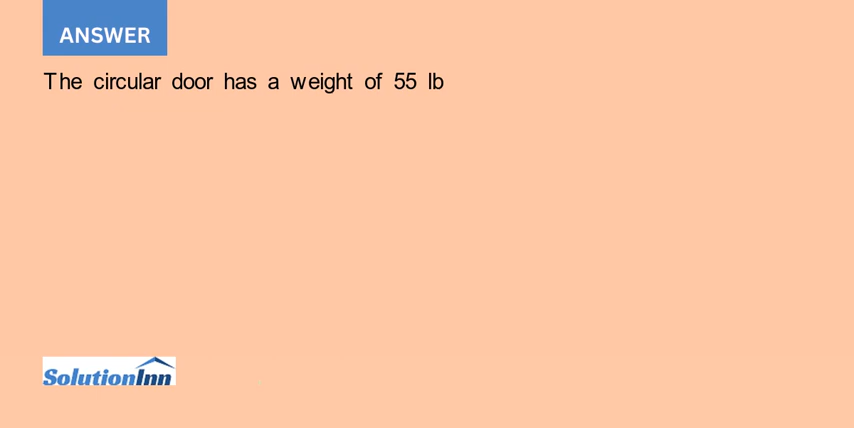 ANSWER
The circular door has a weight of 55 lb
SolutionInn